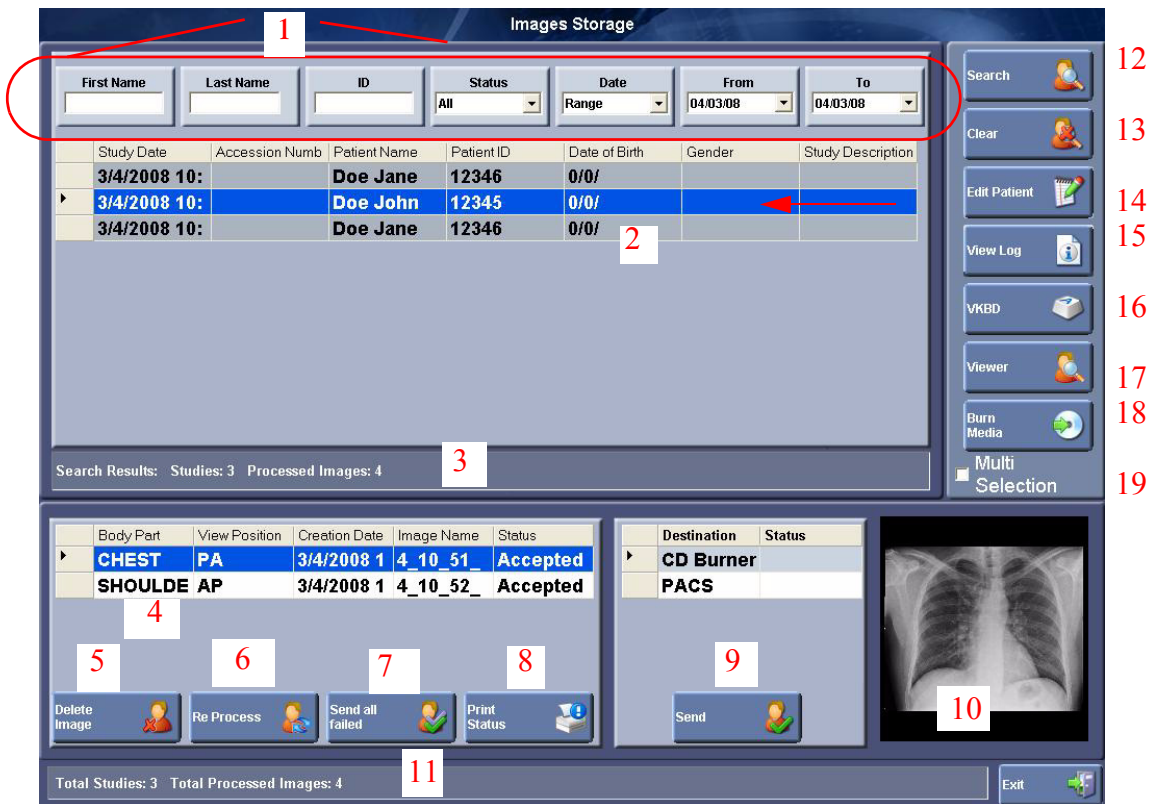 Images Storage
1
First Name Last Name ID Status Date From To
All Range 04/03/08 04/03/08
Study Date Accession Numb Patient Name Patient ID Date of Birth Gender Study Description
3/4/2008 10: Doe Jane 12346 0/0/
3/4/2008 10: Doe John 12345 0/0/
3/4/2008 10: Doe Jane 12346 0/0/
2
Search Results: Studies: 3 Processed Images: 4
3
Search
12
Clear
13
Edit Patient
14
View Log
15
VKBD
16
Viewer
17
Burn
Media
18
Multi
Selection
19
Body Part View Position Creation Date Image Name Status
CHEST PA 3/4/2008 1 4_10_51_ Accepted
SHOULDE AP 3/4/2008 1 4_10_52_ Accepted
4
5
6
7
8
Delete
Image
Re Process
Send all
failed
Print
Status
Destination Status
CD Burner
PACS
9
Send
10
11
Total Studies: 3 Total Processed Images: 4
Exit